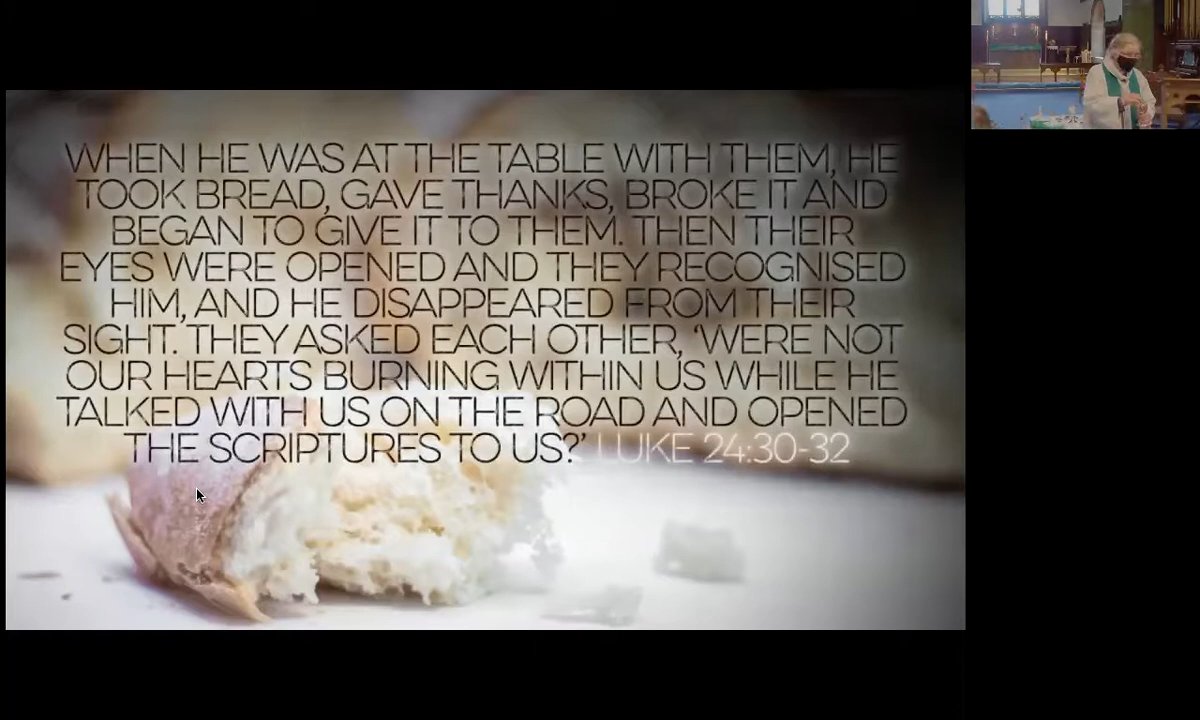 WHEN HE WAS AT THE TABLE WITH THEM, HE
TOOK BREAD, GAVE THANKS, BROKE IT AND
BEGAN TO GIVE IT TO THEM. THEN THEIR
EYES WERE OPENED AND THEY RECOGNISED
HIM, AND HE DISAPPEARED FROM THEIR
SIGHT. THEY ASKED EACH OTHER, ‘WERE NOT
OUR HEARTS BURNING WITHIN US WHILE HE
TALKED WITH US ON THE ROAD AND OPENED
THE SCRIPTURES TO US?’ LUKE 24:30-32